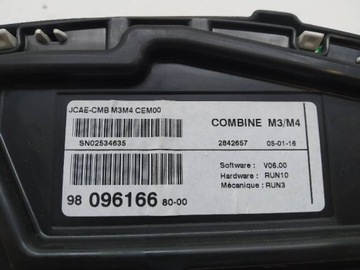 JCAE-CMB M3M4 CEM00
COMBINE M3/M4
SN02534635
2842657 05-01-16
Software : V06.00
Hardware : RUN10
Mécanique : RUN3
98 096166 80-00